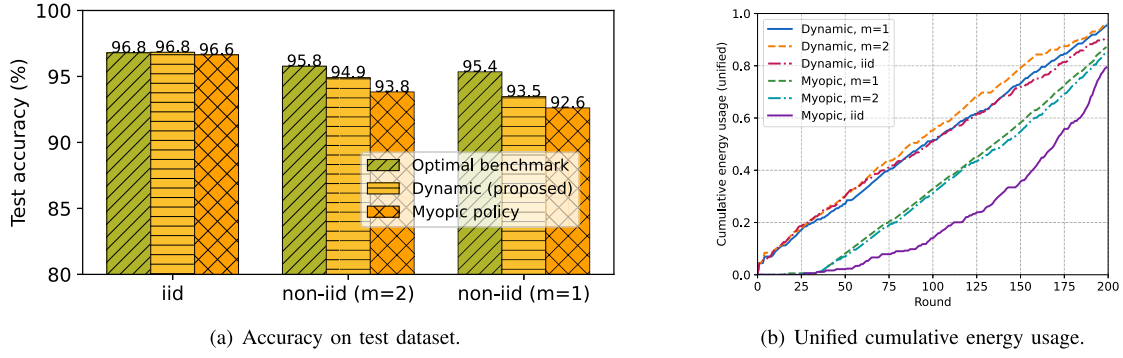 100
95
90
85
80
Test accuracy (%)
96.8
96.8
96.6
95.8
94.9
93.8
95.4
93.5
92.6
Optimal benchmark
Dynamic (proposed)
Myopic policy
iid
non-iid (m=2)
non-iid (m=1)
(a) Accuracy on test dataset.
1.0
0.8
0.6
0.4
0.2
0.0
Cumulative energy usage (unified)
Dynamic, m=1
Dynamic, m=2
Dynamic, iid
Myopic, m=1
Myopic, m=2
Myopic, iid
0 25 50 75 100 125 150 175 200
Round
(b) Unified cumulative energy usage.